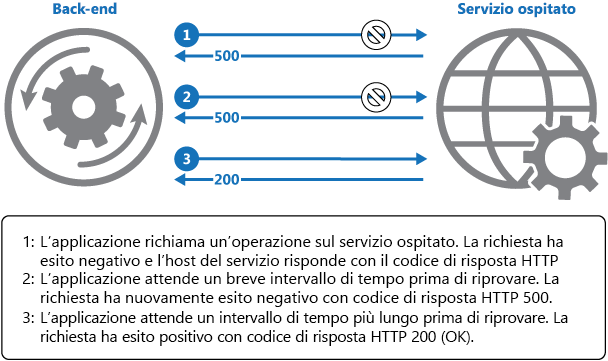 Back-end
Servizio ospitato
1
500
2
500
3
200
1: L'applicazione richiama un'operazione sul servizio ospitato. La richiesta ha
esito negativo e l'host del servizio risponde con il codice di risposta HTTP
2: L'applicazione attende un breve intervallo di tempo prima di riprovare. La
richiesta ha nuovamente esito negativo con codice di risposta HTTP 500.
3: L'applicazione attende un intervallo di tempo più lungo prima di riprovare. La
richiesta ha esito positivo con codice di risposta HTTP 200 (OK).